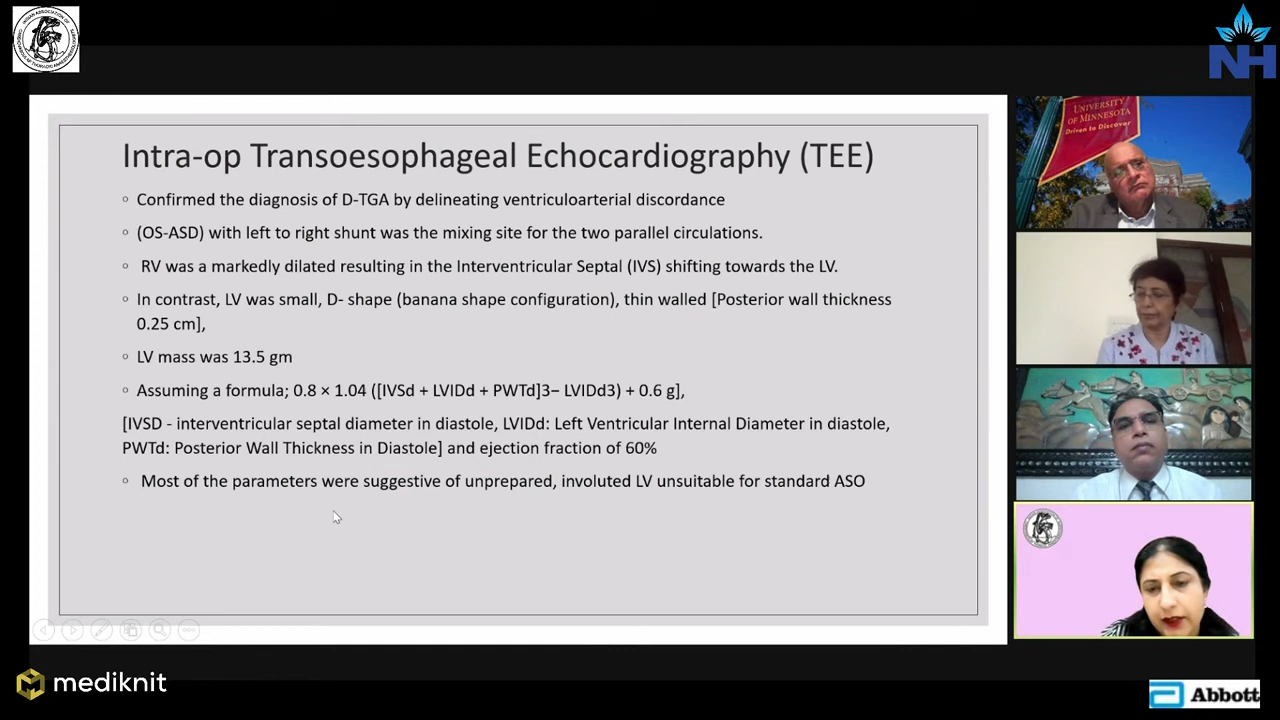 Intra-op Transoesophageal Echocardiography (TEE)
Confirmed the diagnosis of D-TGA by delineating ventriculoarterial discordance
(OS-ASD) with left to right shunt was the mixing site for the two parallel circulations.
RV was a markedly dilated resulting in the Interventricular Septal (IVS) shifting towards the LV.
In contrast, LV was small, D- shape (banana shape configuration), thin walled [Posterior wall thickness
0.25 cm],
LV mass was 13.5 gm
Assuming a formula; 0.8 × 1.04 ([IVSd + LVIDd + PWTd]3− LVIDd3) + 0.6 g],
[IVSD - interventricular septal diameter in diastole, LVIDd: Left Ventricular Internal Diameter in diastole,
PWTd: Posterior Wall Thickness in Diastole] and ejection fraction of 60%
Most of the parameters were suggestive of unprepared, involuted LV unsuitable for standard ASO
NH
UNIVERSITY
OF MINNESOTA
Driven to Discover
mediknit
Abbott